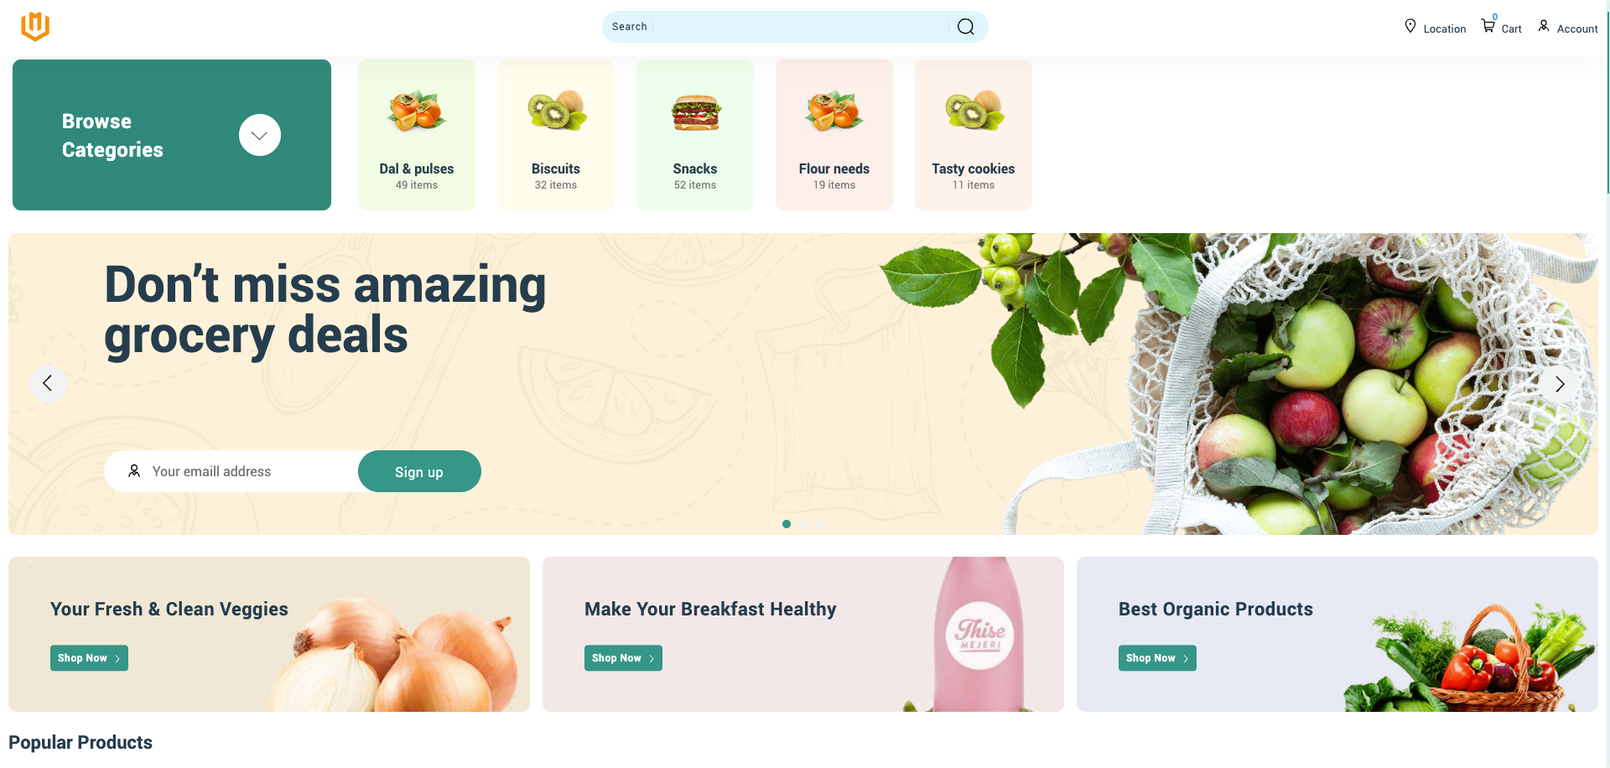 Search
Location
0
Cart
Account
Browse
Categories
Dal & pulses
49 items
Biscuits
32 items
Snacks
52 items
Flour needs
19 items
Tasty cookies
11 items
Don’t miss amazing
grocery deals
Your emaill address
Sign up
Your Fresh & Clean Veggies
Shop Now
Make Your Breakfast Healthy
Shop Now
Thise
MEJERI
Best Organic Products
Shop Now
Popular Products